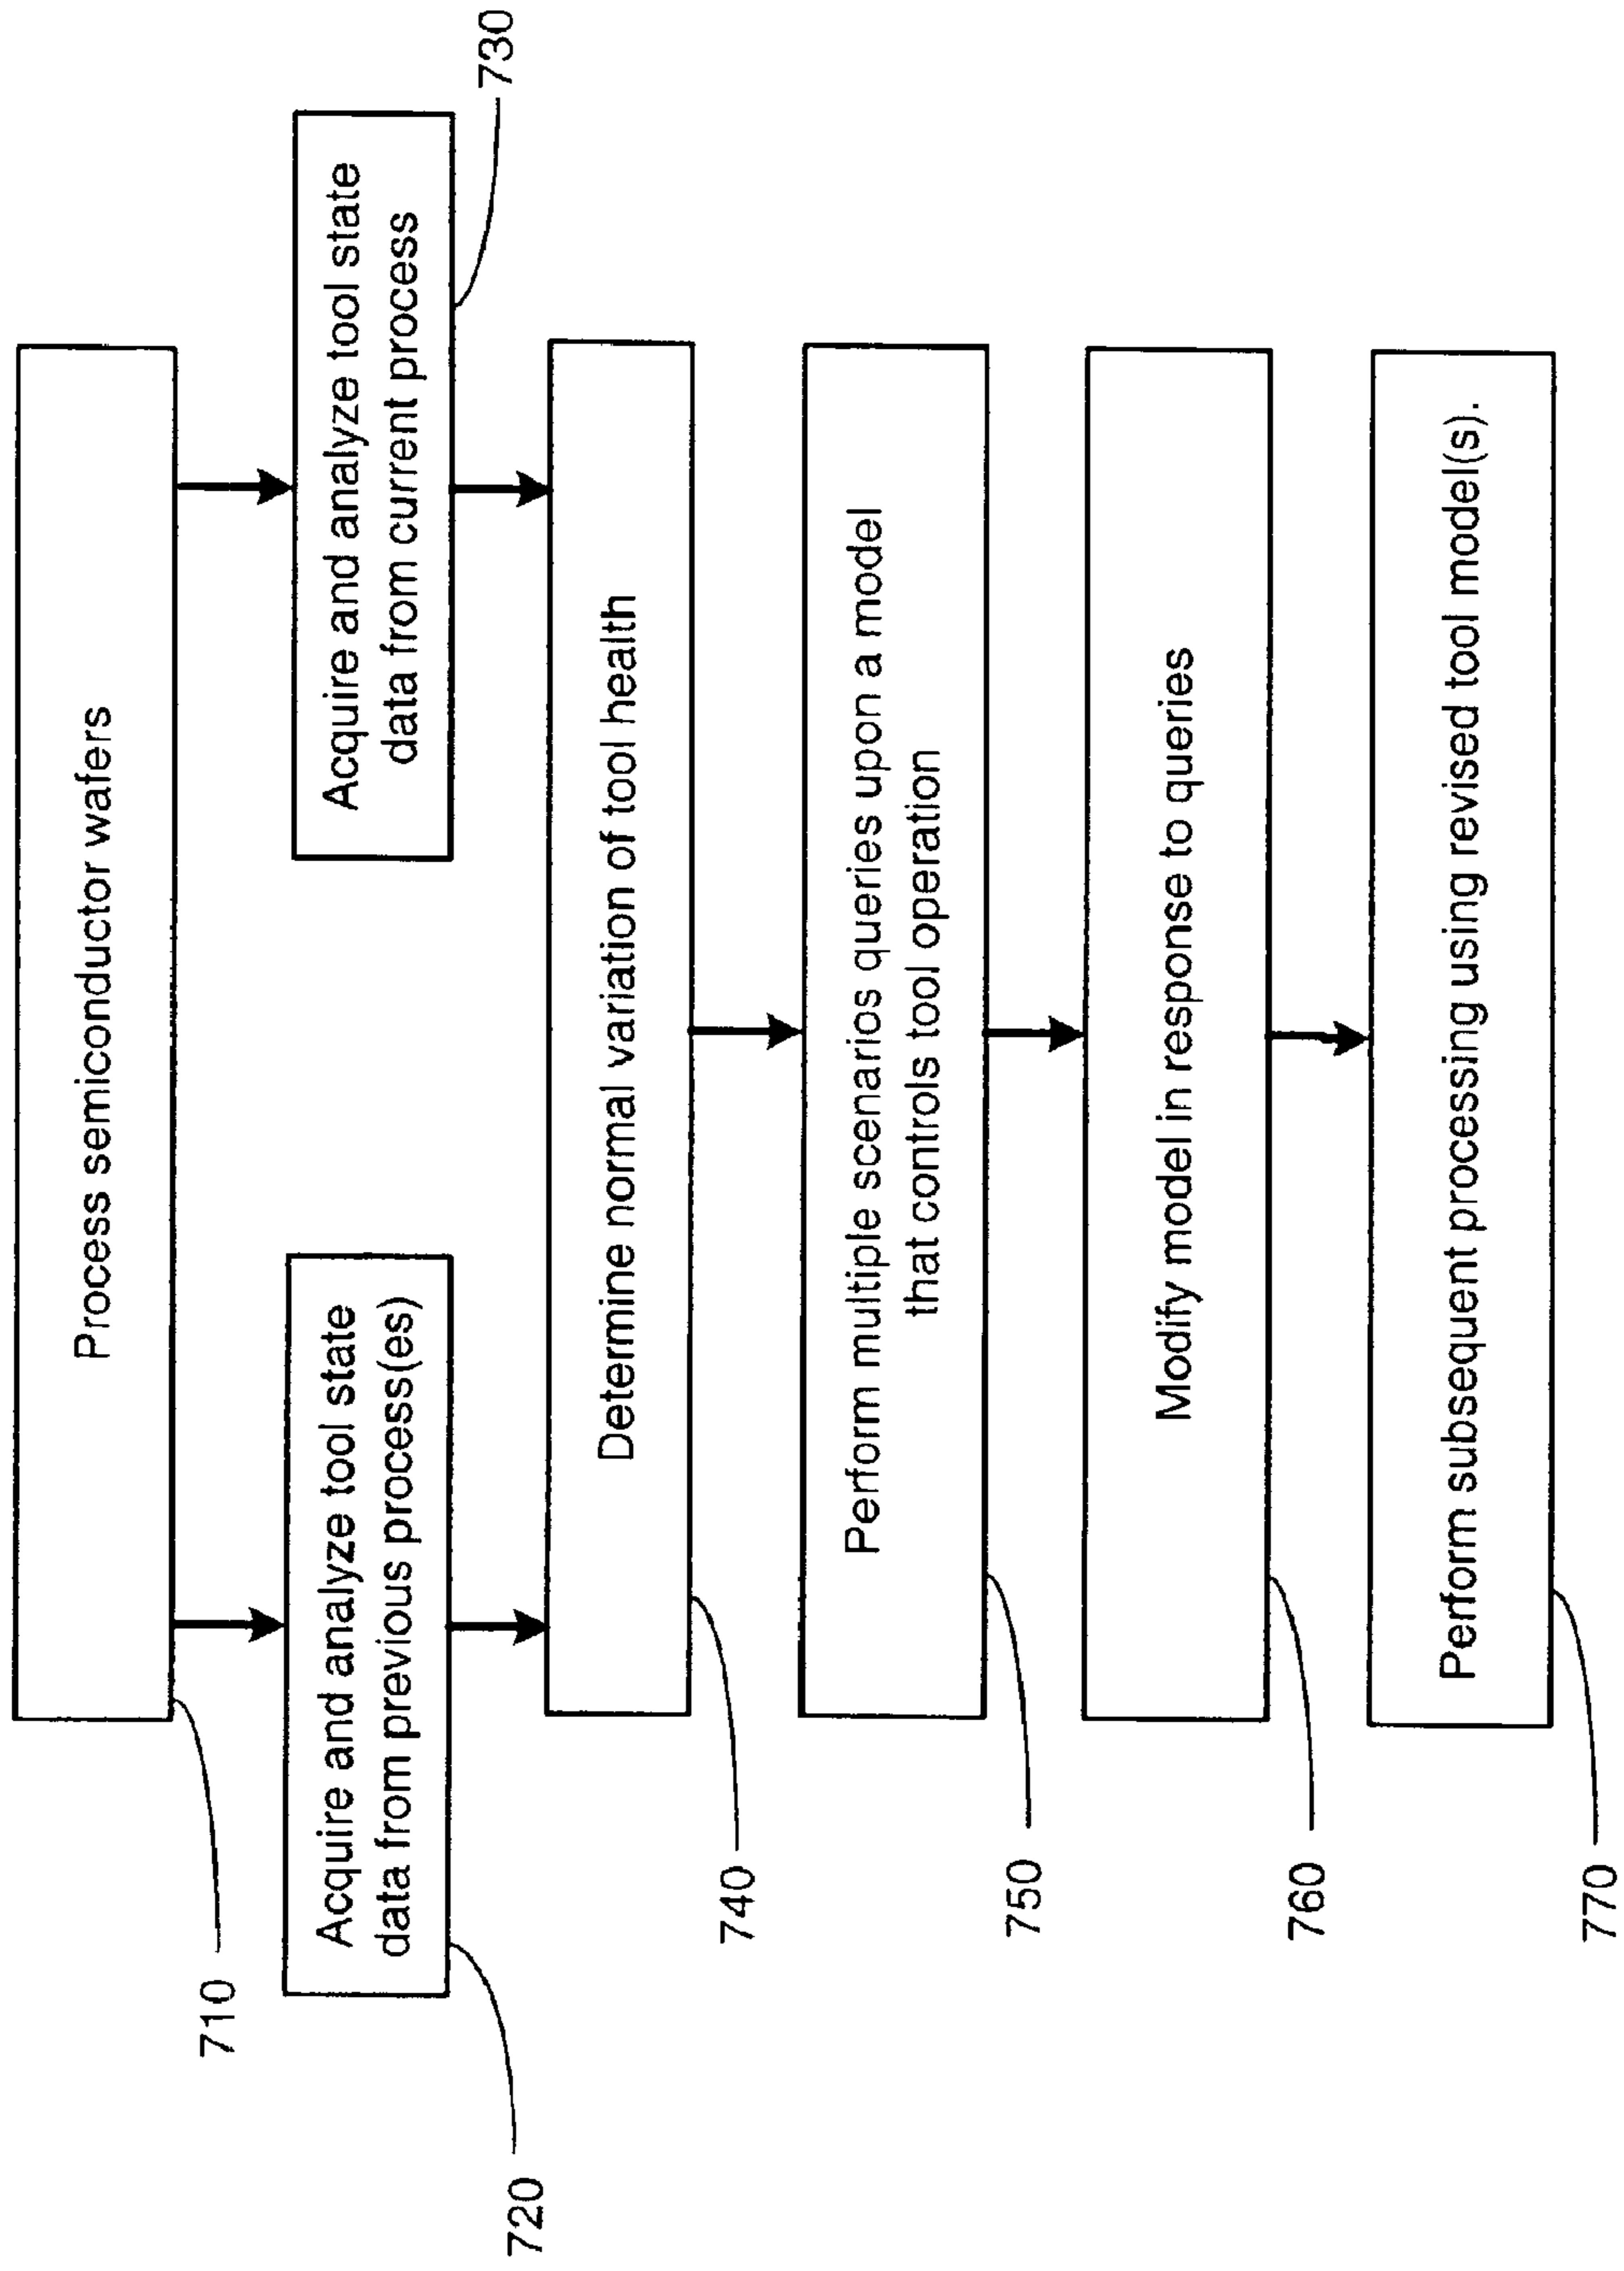 Process semiconductor wafers
710
Acquire and analyze tool state
data from previous process(es)
720
Acquire and analyze tool state
data from current process
730
Determine normal variation of tool health
740
Perform multiple scenarios queries upon a model
that controls tool operation
750
Modify model in response to queries
760
Perform subsequent processing using revised tool model(s).
770